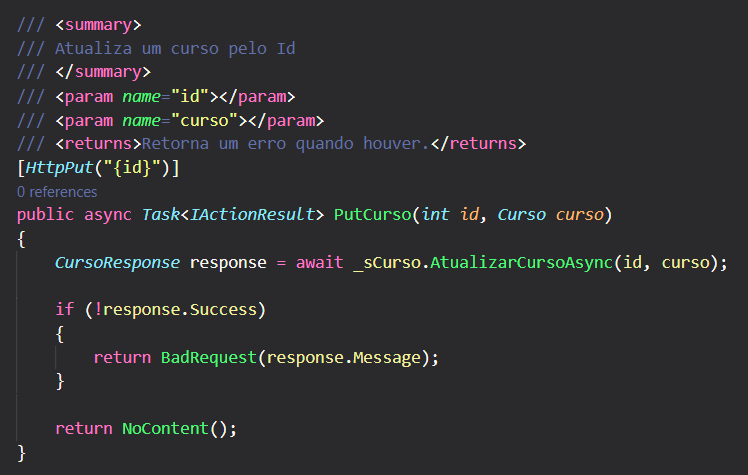 /// <summary>
/// Atualiza um curso pelo Id
/// </summary>
/// <param name="id"></param>
/// <param name="curso"></param>
/// <returns>Retorna um erro quando houver.</returns>
[HttpPut("{id}")]
0 references
public async Task<IActionResult> PutCurso(int id, Curso curso)
{
    CursoResponse response = await _sCurso.AtualizarCursoAsync(id, curso);
    if (!response.Success)
    {
        return BadRequest(response.Message);
    }
    return NoContent();
}